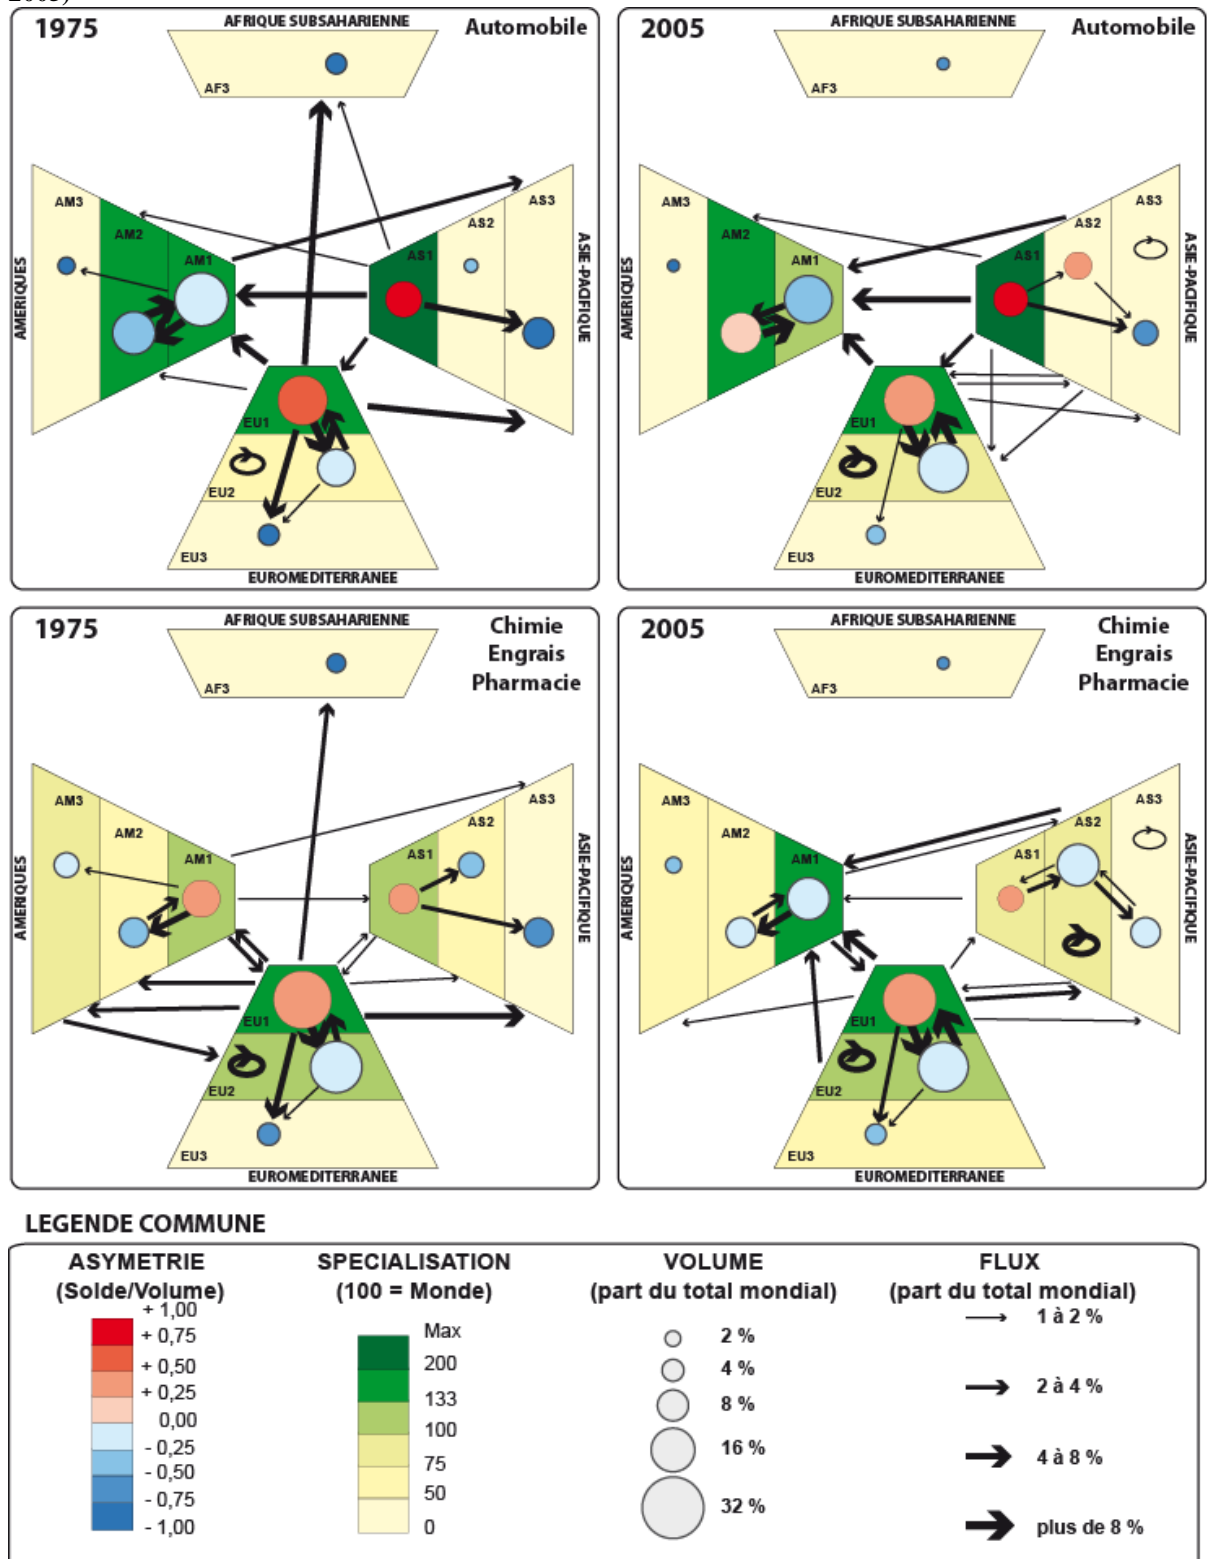 2005)
1975
AFRIQUE SUBSAHARIENNE
Automobile
AF3
AM3
AM2
AM1
AS1
AS2
AS3
AMERIQUES
ASIE-PACIFIQUE
EU1
EU2
EU3
EUROMEDITERRANEE
2005
AFRIQUE SUBSAHARIENNE
Automobile
AF3
AM3
AM2
AM1
AS1
AS2
AS3
AMERIQUES
ASIE-PACIFIQUE
EU1
EU2
EU3
EUROMEDITERRANEE
1975
AFRIQUE SUBSAHARIENNE
Chimie
Engrais
Pharmacie
AF3
AM3
AM2
AM1
AS1
AS2
AS3
AMERIQUES
ASIE-PACIFIQUE
EU1
EU2
EU3
EUROMEDITERRANEE
2005
AFRIQUE SUBSAHARIENNE
Chimie
Engrais
Pharmacie
AF3
AM3
AM2
AM1
AS1
AS2
AS3
AMERIQUES
ASIE-PACIFIQUE
EU1
EU2
EU3
EUROMEDITERRANEE
LEGENDE COMMUNE
ASYMETRIE
(Solde/Volume)
+ 1,00
+ 0,75
+ 0,50
+ 0,25
0,00
- 0,25
- 0,50
- 0,75
- 1,00
SPECIALISATION
(100 = Monde)
Max
200
133
100
75
50
0
VOLUME
(part du total mondial)
2 %
4 %
8 %
16 %
32 %
FLUX
(part du total mondial)
1 à 2 %
2 à 4 %
4 à 8 %
plus de 8 %